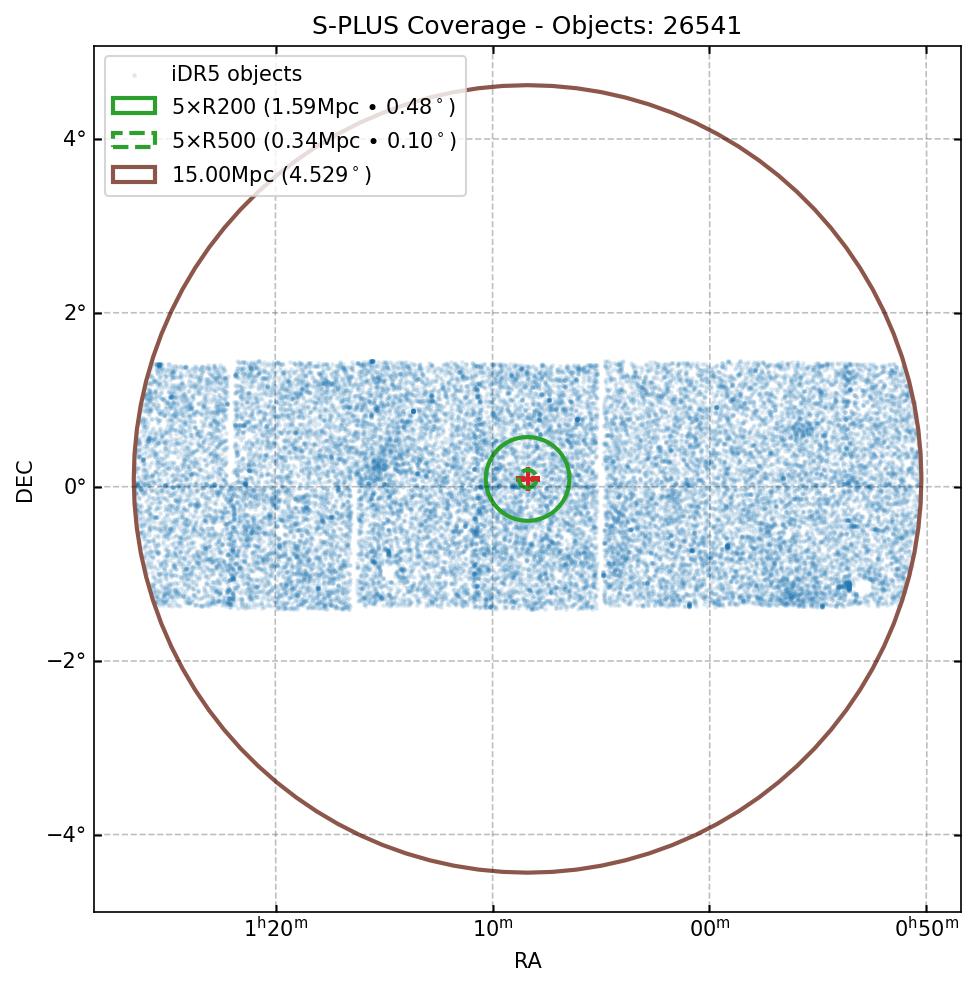 S-PLUS Coverage - Objects: 26541
iDR5 objects
5×R200 (1.59Mpc • 0.48°)
5×R500 (0.34Mpc • 0.10°)
15.00Mpc (4.529°)
4°
2°
0°
−2°
−4°
DEC
1ʰ20ᵐ 10ᵐ 00ᵐ 0ʰ50ᵐ
RA